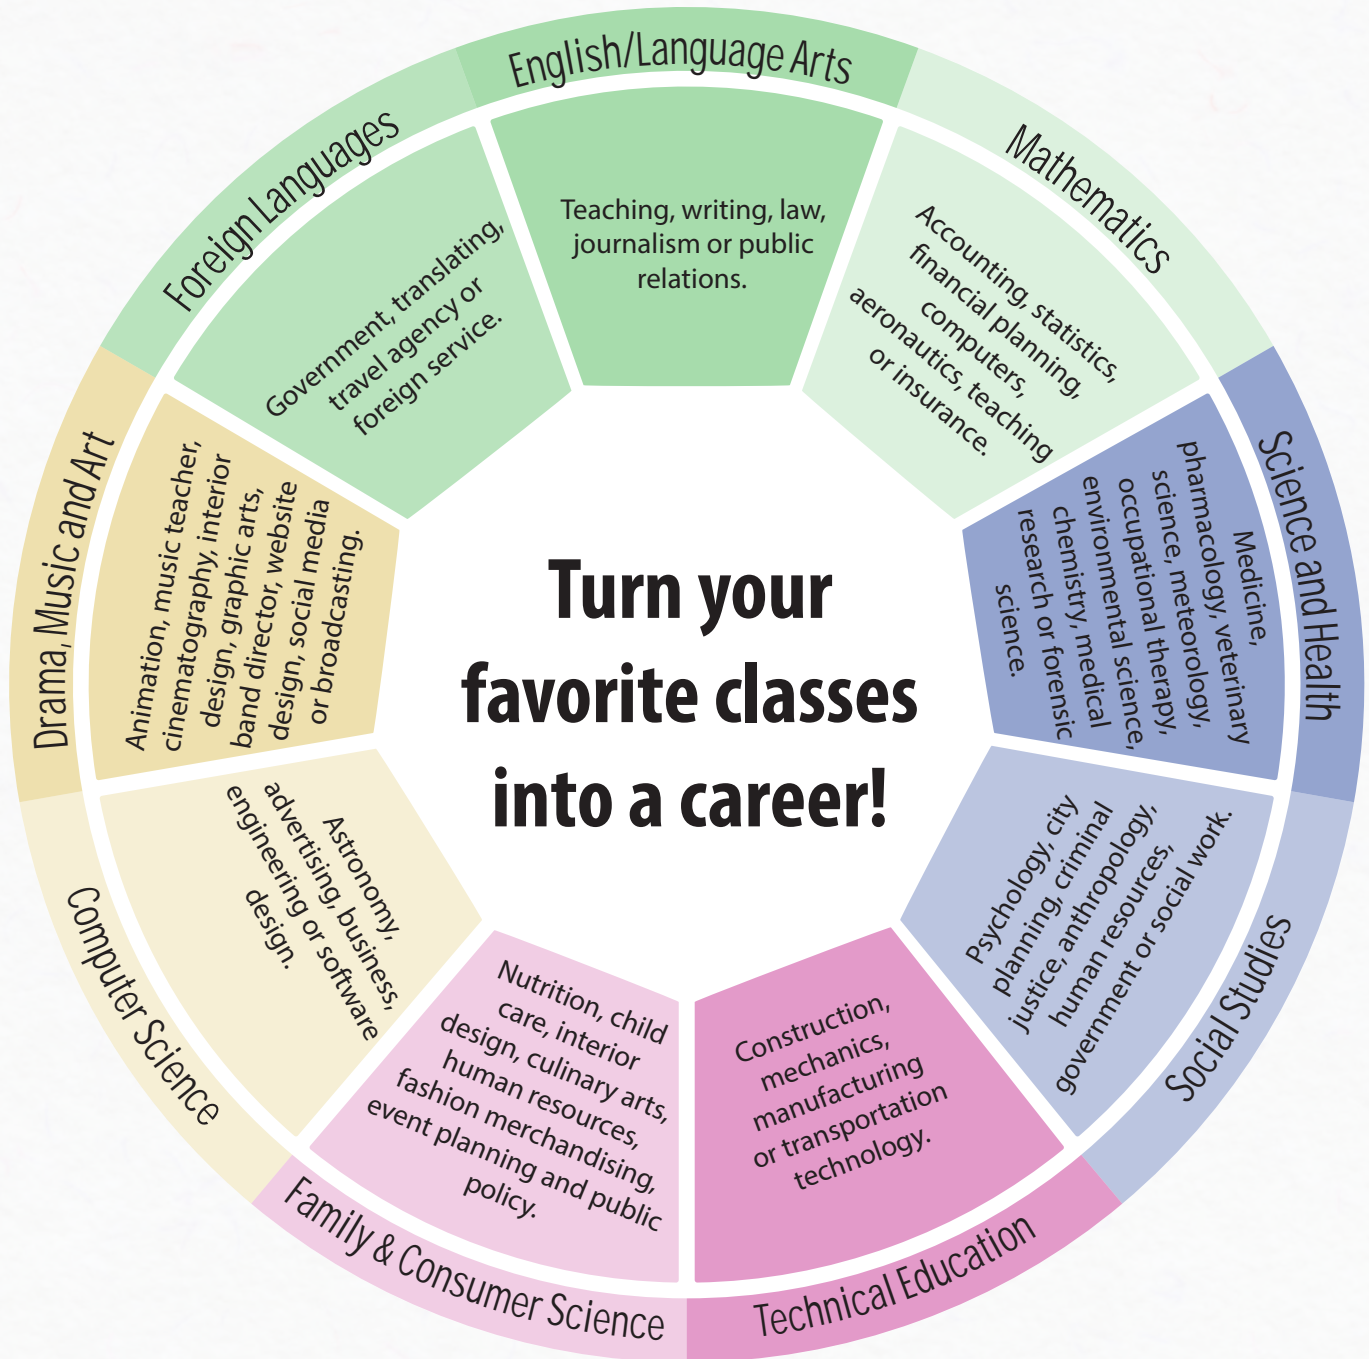 English/Language Arts
Teaching, writing, law,
journalism or public
relations.
Mathematics
Accounting, statistics,
financial planning,
computers,
aeronautics, teaching
or insurance.
Science and Health
Medicine,
pharmacology, veterinary
science, meteorology,
occupational therapy,
environmental science,
chemistry, medical
research or forensic
science.
Social Studies
Psychology, city
planning, criminal
justice, anthropology,
human resources,
government or social work.
Technical Education
Construction,
mechanics,
manufacturing
or transportation
technology.
Family & Consumer Science
Nutrition, child
care, interior
design, culinary arts,
human resources,
fashion merchandising,
event planning and public
policy.
Computer Science
Astronomy,
advertising, business,
engineering or software
design.
Drama, Music and Art
Animation, music teacher,
cinematography, interior
design, graphic arts,
band director, website
design, social media
or broadcasting.
Foreign Languages
Government, translating,
travel agency or
foreign service.
Turn your
favorite classes
into a career!